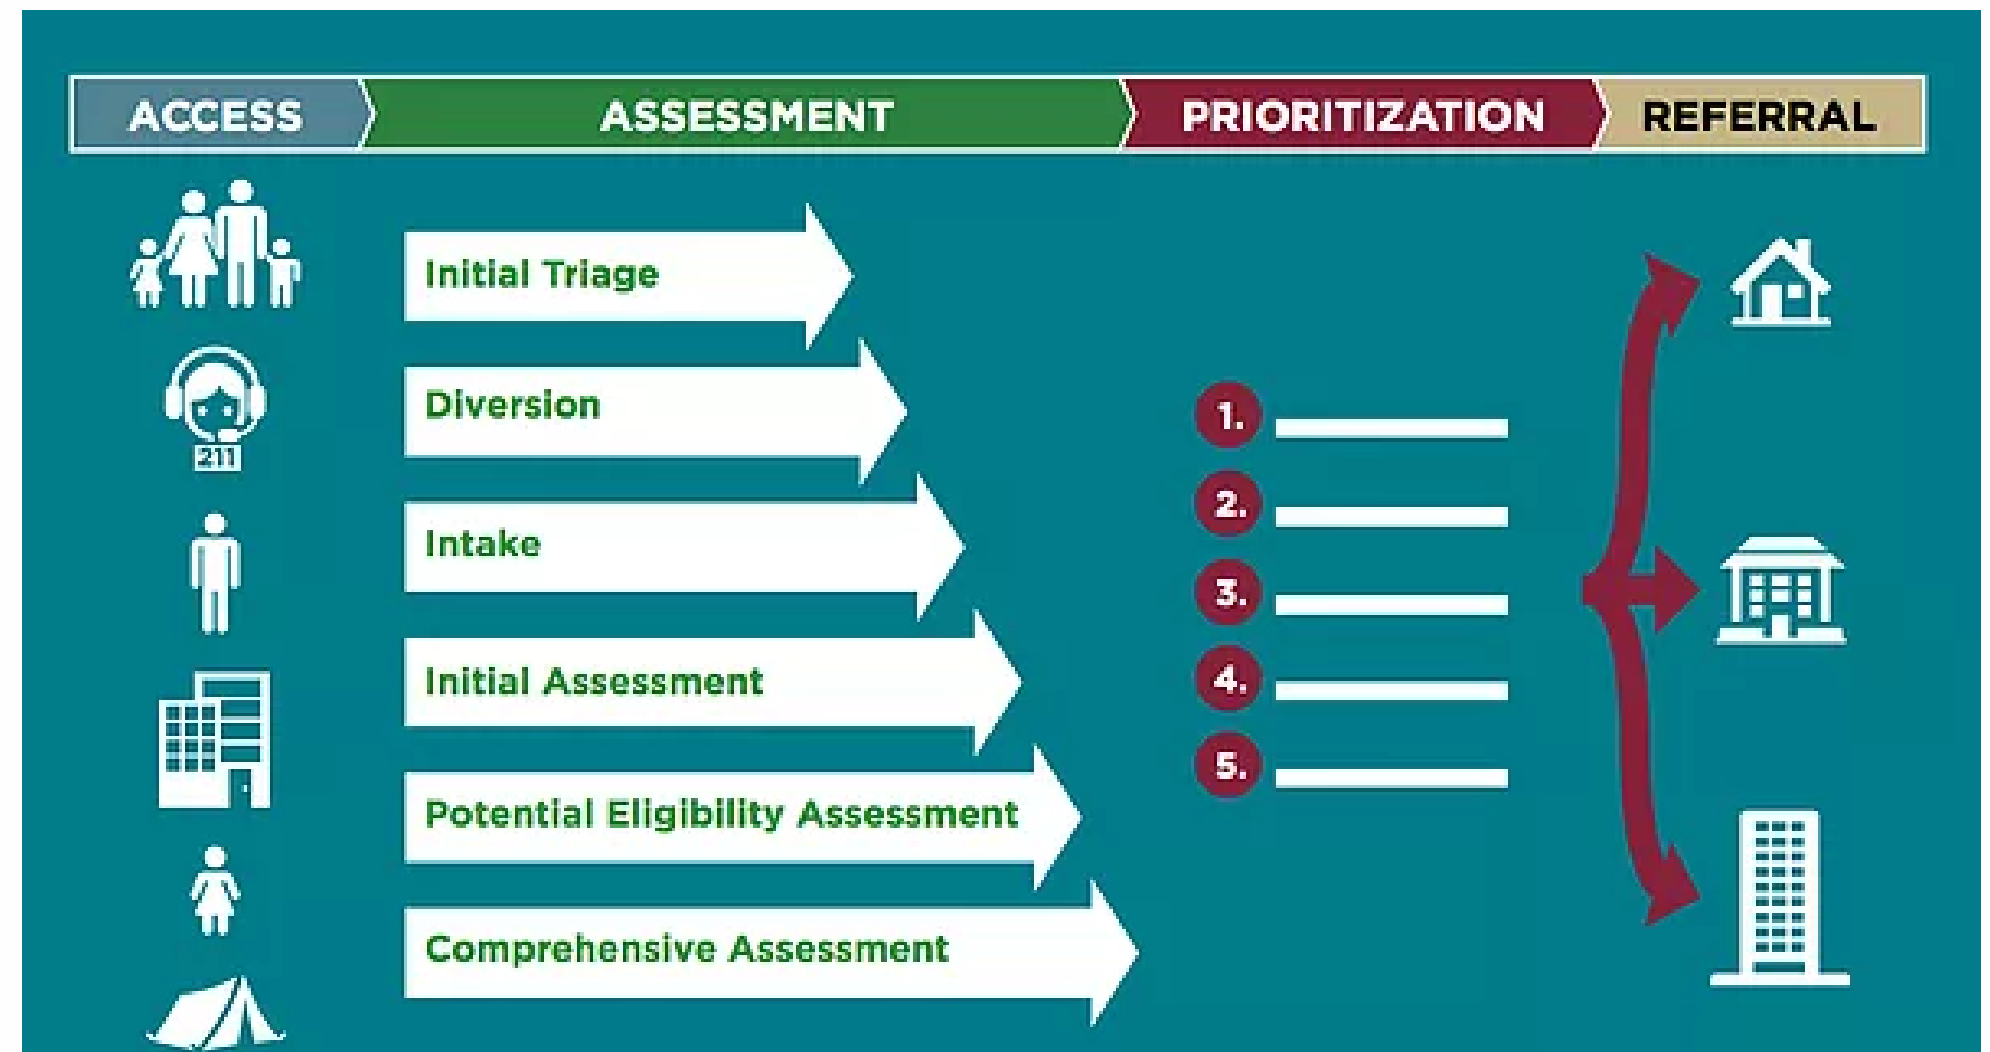 ACCESS
ASSESSMENT
PRIORITIZATION
REFERRAL
Initial Triage
Diversion
Intake
Initial Assessment
Potential Eligibility Assessment
Comprehensive Assessment
211
1.
2.
3.
4.
5.